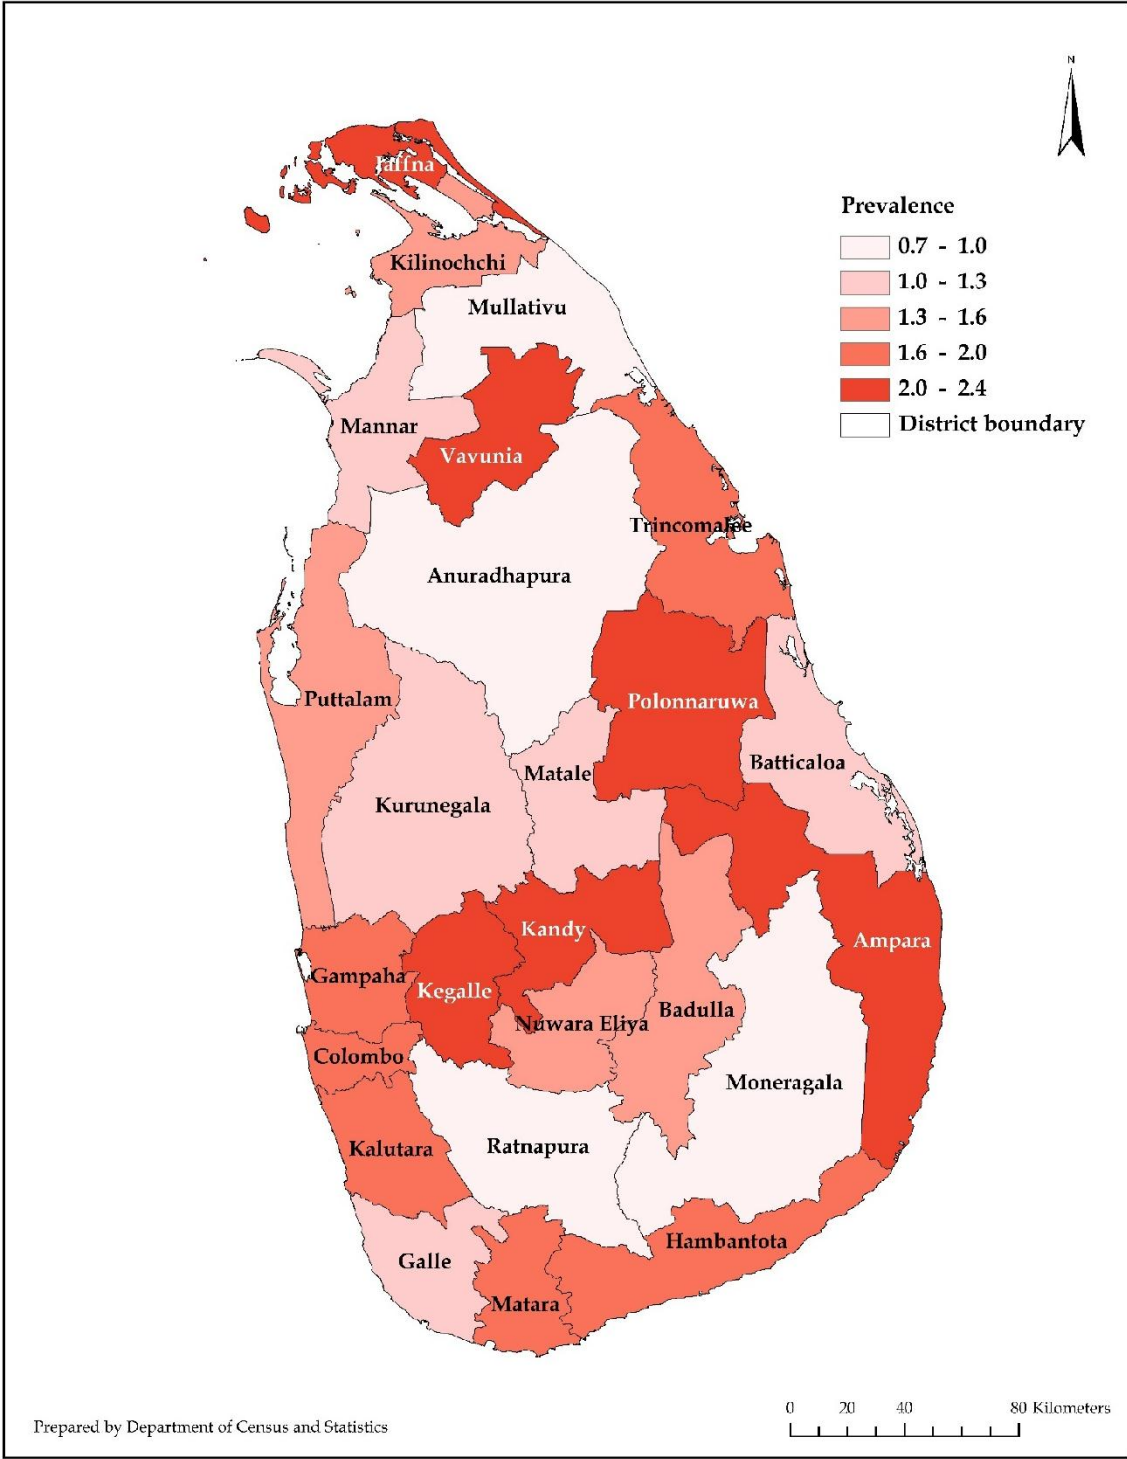 N
Jaffna
Prevalence
0.7 - 1.0
1.0 - 1.3
1.3 - 1.6
1.6 - 2.0
2.0 - 2.4
District boundary
Kilinochchi
Mullativu
Mannar
Vavunia
Trincomalee
Anuradhapura
Puttalam
Polonnaruwa
Batticaloa
Matale
Kurunegala
Kandy
Ampara
Gampaha
Kegalle
Nuwara Eliya
Badulla
Colombo
Moneragala
Kalutara
Ratnapura
Hambantota
Galle
Matara
0 20 40 80 Kilometers
Prepared by Department of Census and Statistics